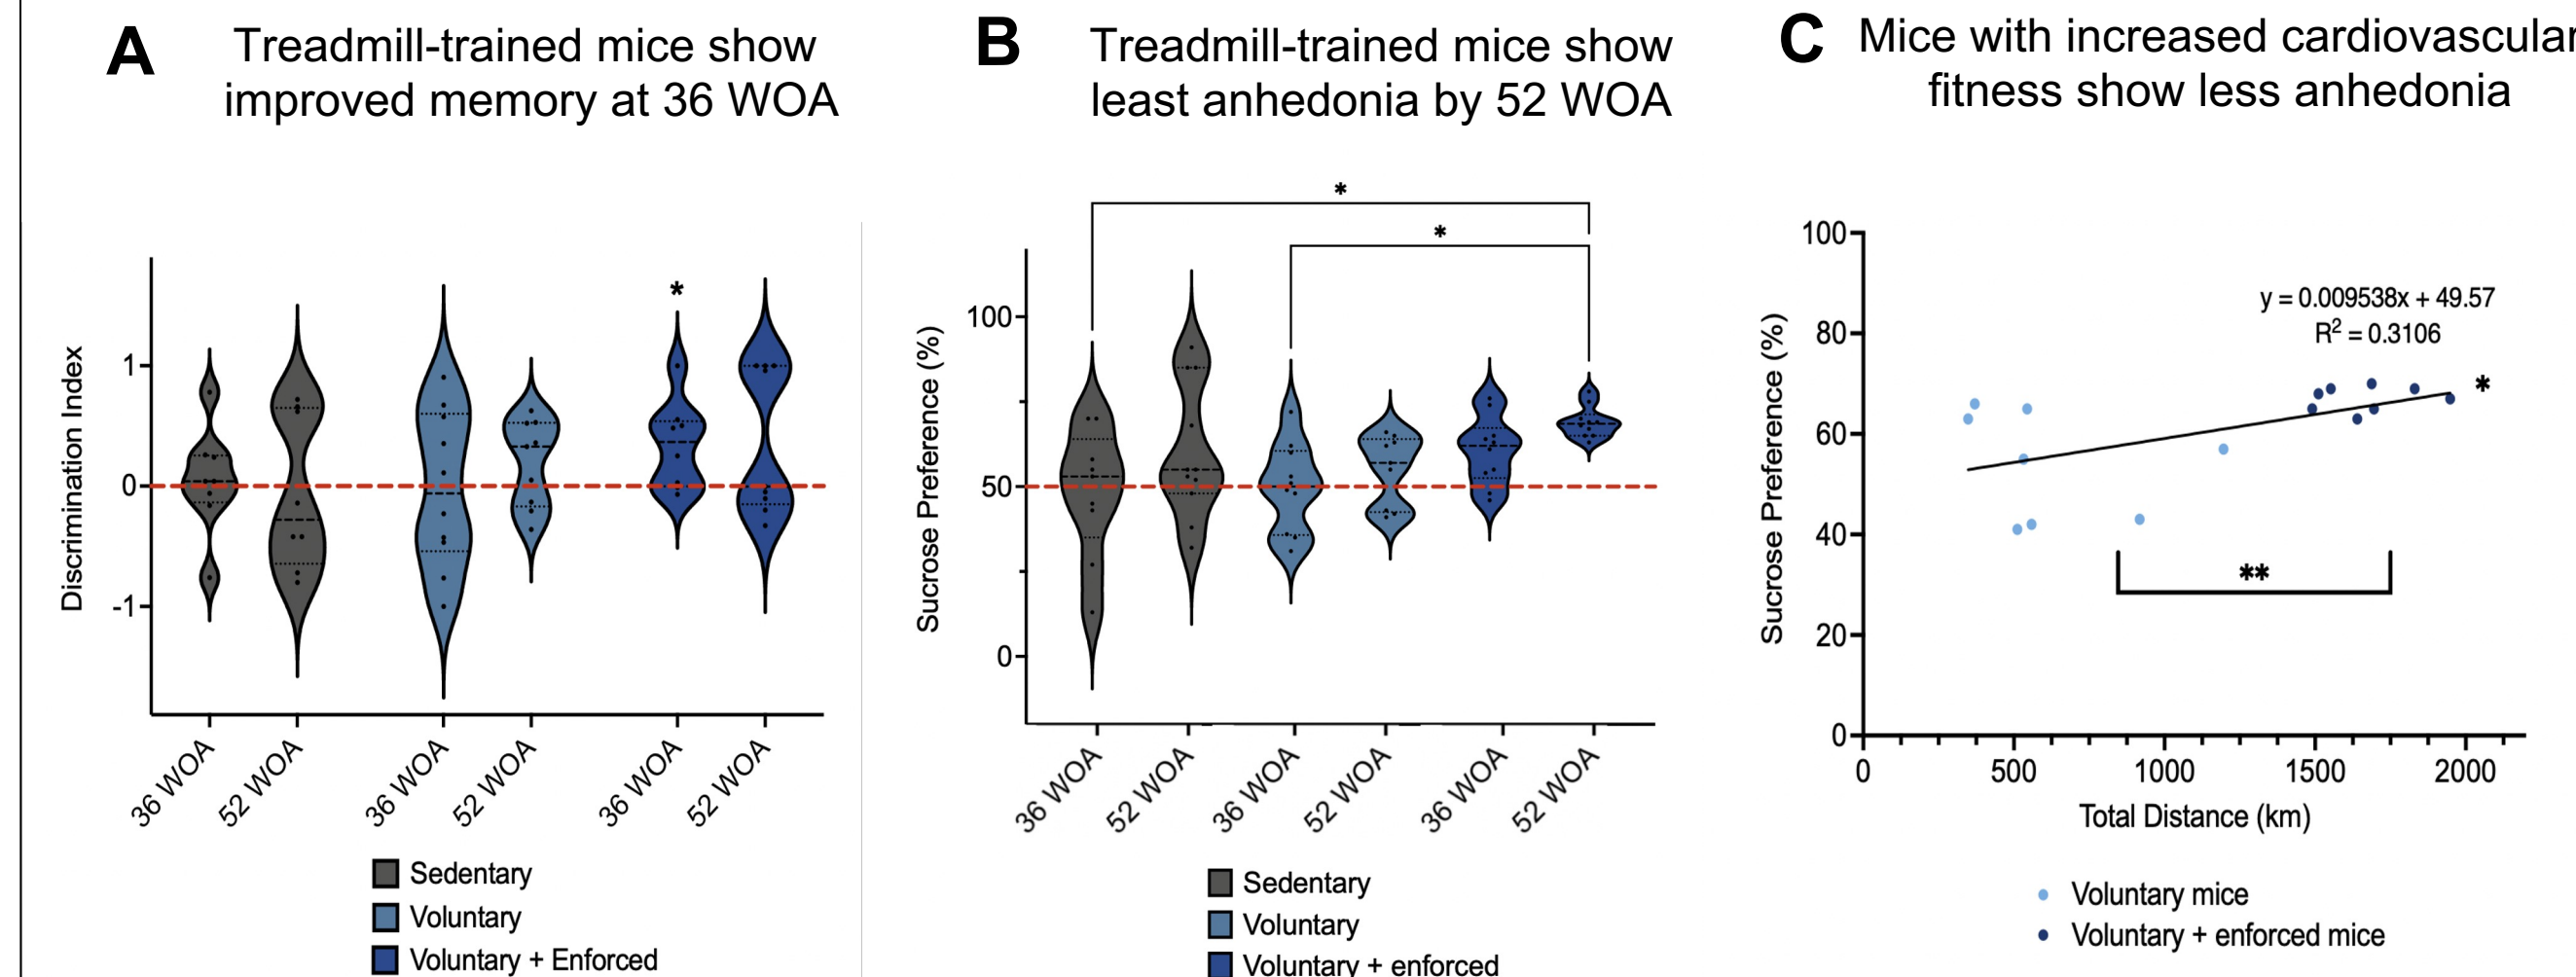 A
Treadmill-trained mice show
improved memory at 36 WOA
*
Discrimination Index
1
0
-1
36 WOA
52 WOA
36 WOA
52 WOA
36 WOA
52 WOA
Sedentary
Voluntary
Voluntary + Enforced
B
Treadmill-trained mice show
least anhedonia by 52 WOA
*
*
Sucrose Preference (%)
100
50
0
36 WOA
52 WOA
36 WOA
52 WOA
36 WOA
52 WOA
Sedentary
Voluntary
Voluntary + enforced
C
Mice with increased cardiovascular
fitness show less anhedonia
Sucrose Preference (%)
100
80
60
40
20
0
y = 0.009538x + 49.57
R² = 0.3106
*
**
0 500 1000 1500 2000
Total Distance (km)
Voluntary mice
Voluntary + enforced mice